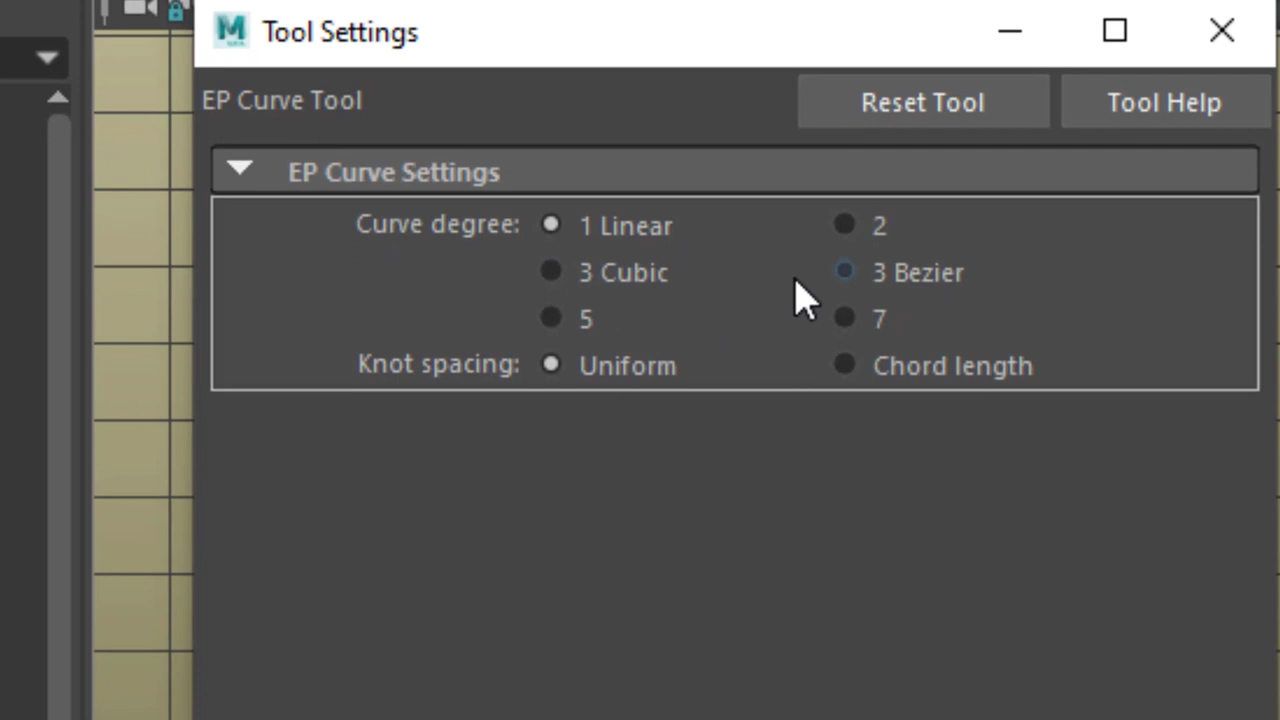 Tool Settings
EP Curve Tool Reset Tool Tool Help
EP Curve Settings
Curve degree: 1 Linear 2
3 Cubic 3 Bezier
5 7
Knot spacing: Uniform Chord length